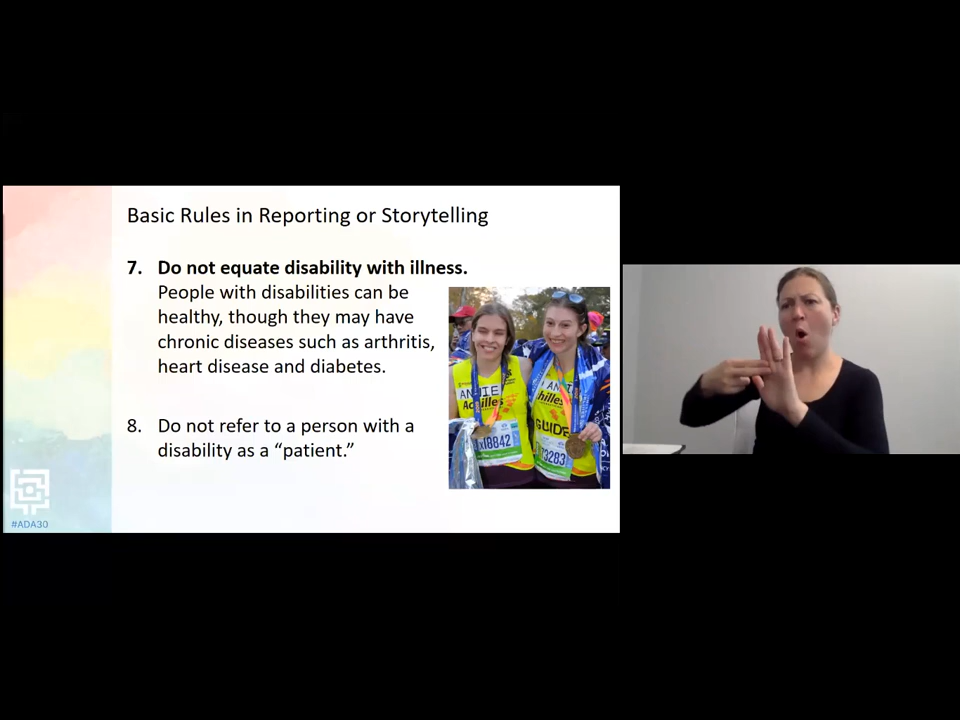 Basic Rules in Reporting or Storytelling
7. Do not equate disability with illness.
People with disabilities can be
healthy, though they may have
chronic diseases such as arthritis,
heart disease and diabetes.
8. Do not refer to a person with a
disability as a “patient.”
Achilles
GUIDE
#ADA30